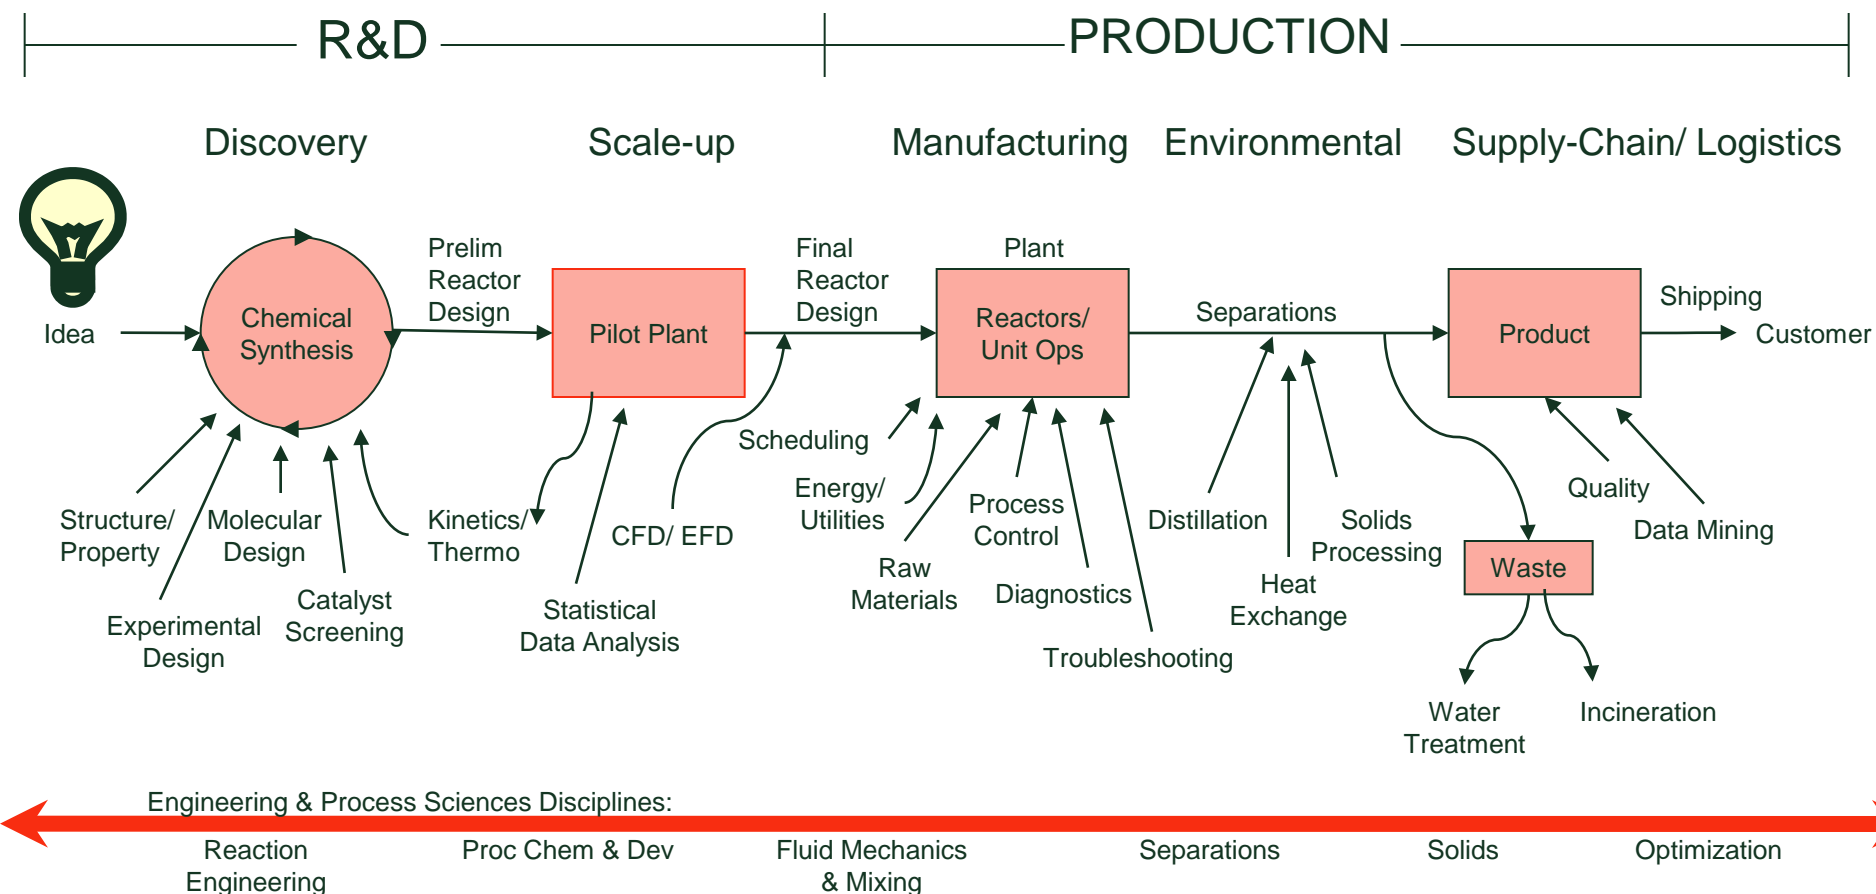 R&D
PRODUCTION
Discovery
Scale-up
Manufacturing
Environmental
Supply-Chain/ Logistics
Idea
Chemical
Synthesis
Prelim
Reactor
Design
Pilot Plant
Final
Reactor
Design
Plant
Reactors/
Unit Ops
Separations
Product
Shipping
Customer
Structure/
Property
Experimental
Design
Molecular
Design
Catalyst
Screening
Kinetics/
Thermo
Statistical
Data Analysis
CFD/ EFD
Scheduling
Energy/
Utilities
Raw
Materials
Process
Control
Diagnostics
Troubleshooting
Distillation
Heat
Exchange
Solids
Processing
Quality
Data Mining
Waste
Water
Treatment
Incineration
Engineering & Process Sciences Disciplines:
Reaction
Engineering
Proc Chem & Dev
Fluid Mechanics
& Mixing
Separations
Solids
Optimization